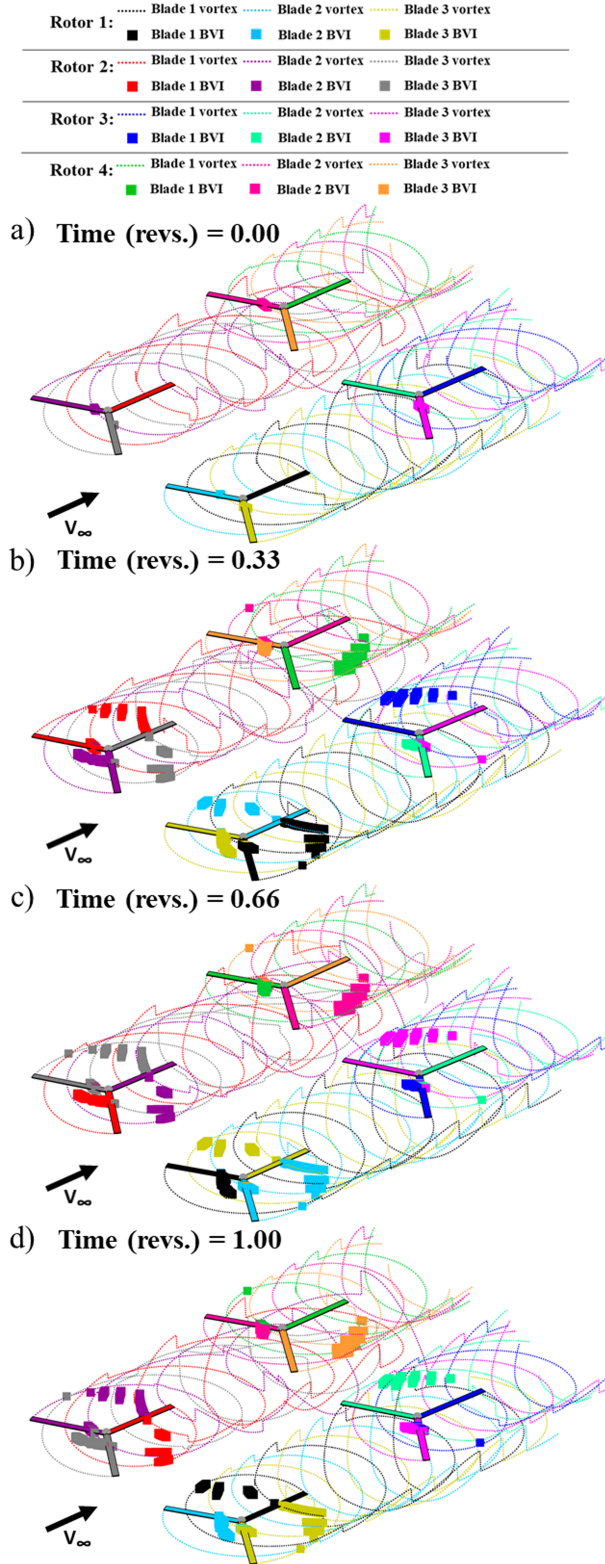 Rotor 1: Blade 1 vortex Blade 2 vortex Blade 3 vortex
Blade 1 BVI Blade 2 BVI Blade 3 BVI
Rotor 2: Blade 1 vortex Blade 2 vortex Blade 3 vortex
Blade 1 BVI Blade 2 BVI Blade 3 BVI
Rotor 3: Blade 1 vortex Blade 2 vortex Blade 3 vortex
Blade 1 BVI Blade 2 BVI Blade 3 BVI
Rotor 4: Blade 1 vortex Blade 2 vortex Blade 3 vortex
Blade 1 BVI Blade 2 BVI Blade 3 BVI
a) Time (revs.) = 0.00
V∞
b) Time (revs.) = 0.33
V∞
c) Time (revs.) = 0.66
V∞
d) Time (revs.) = 1.00
V∞